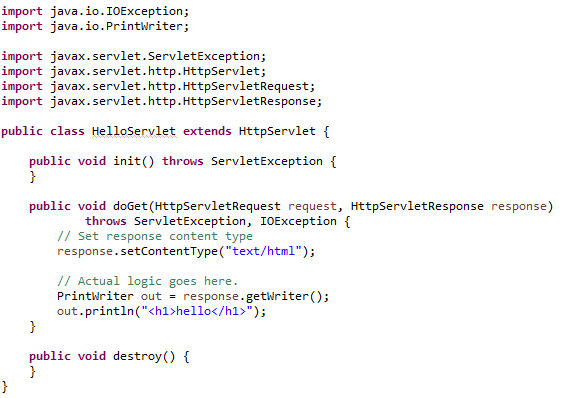 import java.io.IOException;
import java.io.PrintWriter;
import javax.servlet.ServletException;
import javax.servlet.http.HttpServlet;
import javax.servlet.http.HttpServletRequest;
import javax.servlet.http.HttpServletResponse;
public class HelloServlet extends HttpServlet {
    public void init() throws ServletException {
    }
    public void doGet(HttpServletRequest request, HttpServletResponse response)
            throws ServletException, IOException {
        // Set response content type
        response.setContentType("text/html");
        // Actual logic goes here.
        PrintWriter out = response.getWriter();
        out.println("<h1>hello</h1>");
    }
    public void destroy() {
    }
}